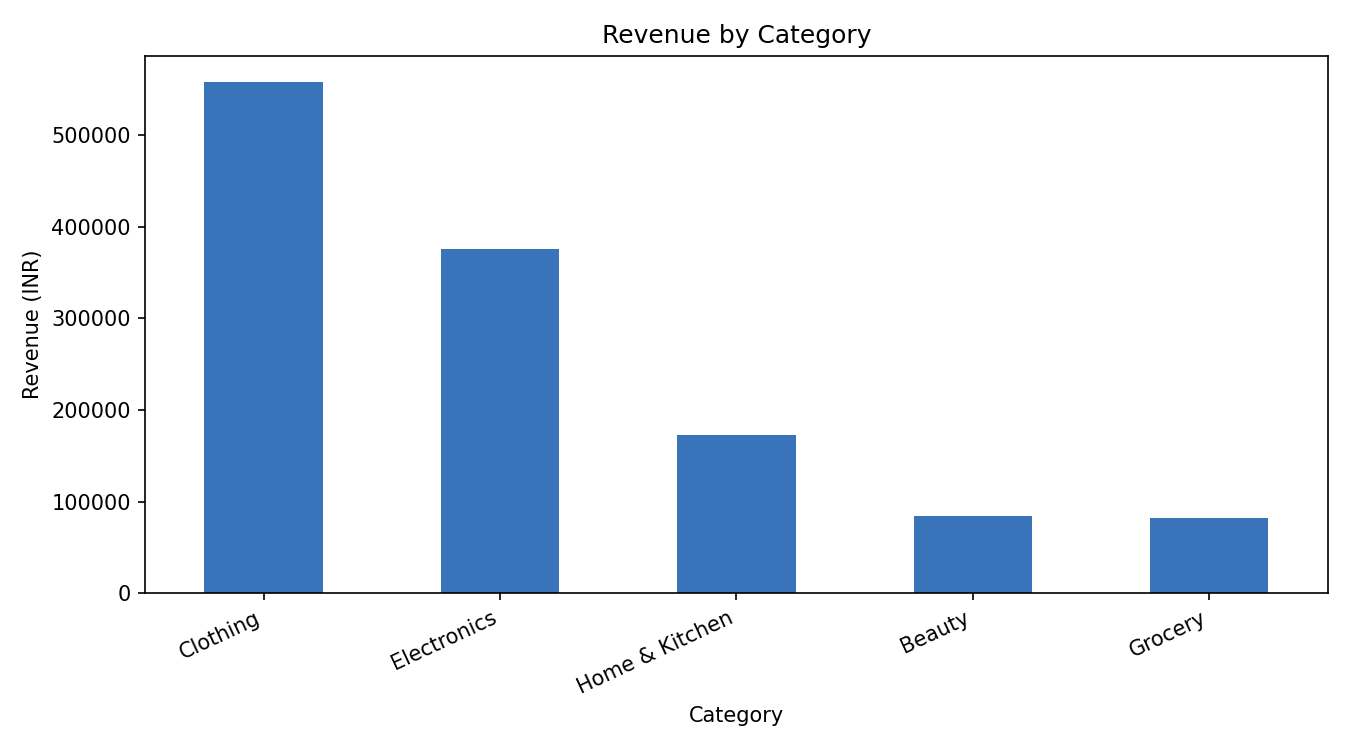 Revenue by Category
Revenue (INR)
500000
400000
300000
200000
100000
0
Clothing
Electronics
Home & Kitchen
Beauty
Grocery
Category